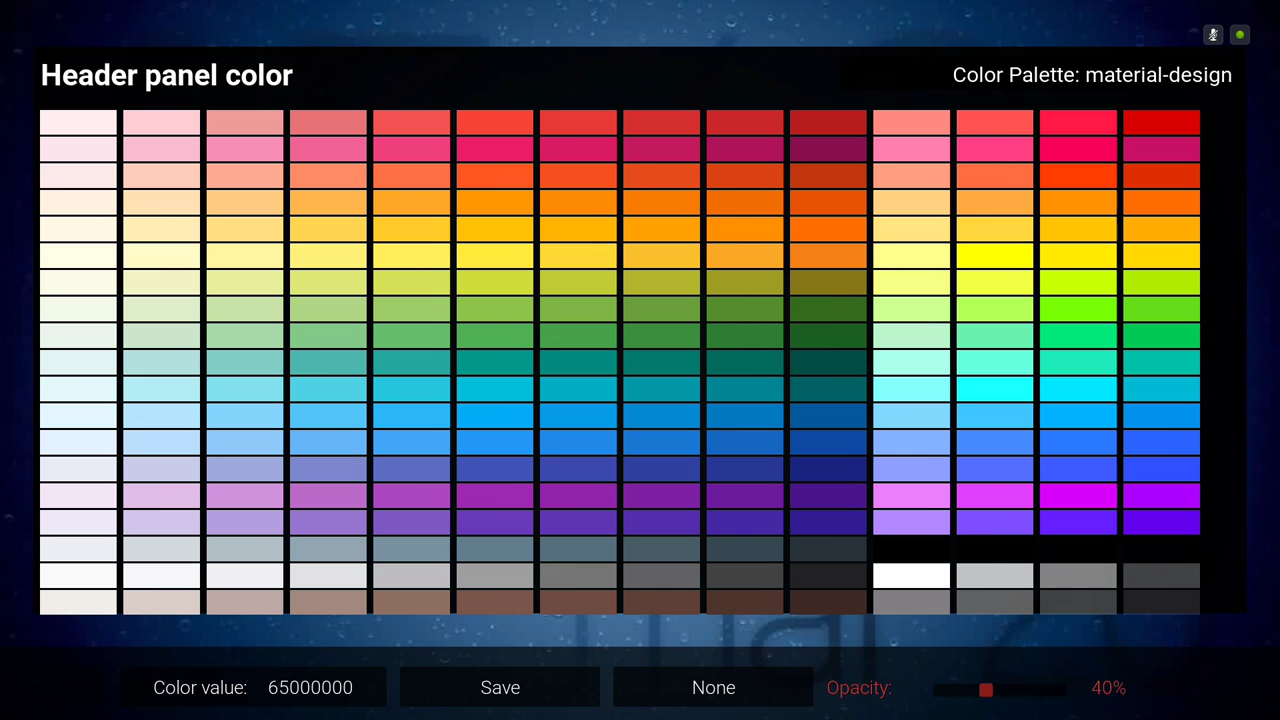 Header panel color
Color Palette: material-design
Color value: 65000000
Save
None
Opacity:
40%